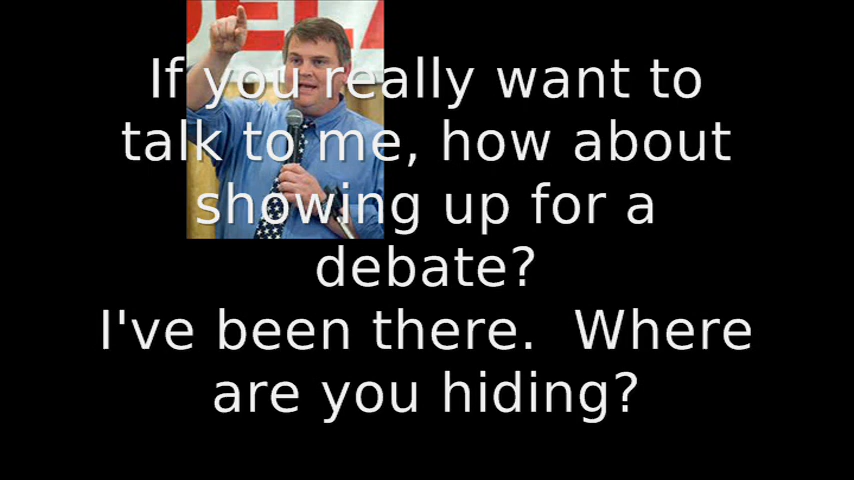 DEL
If you really want to
talk to me, how about
showing up for a
debate?
I've been there.  Where
are you hiding?